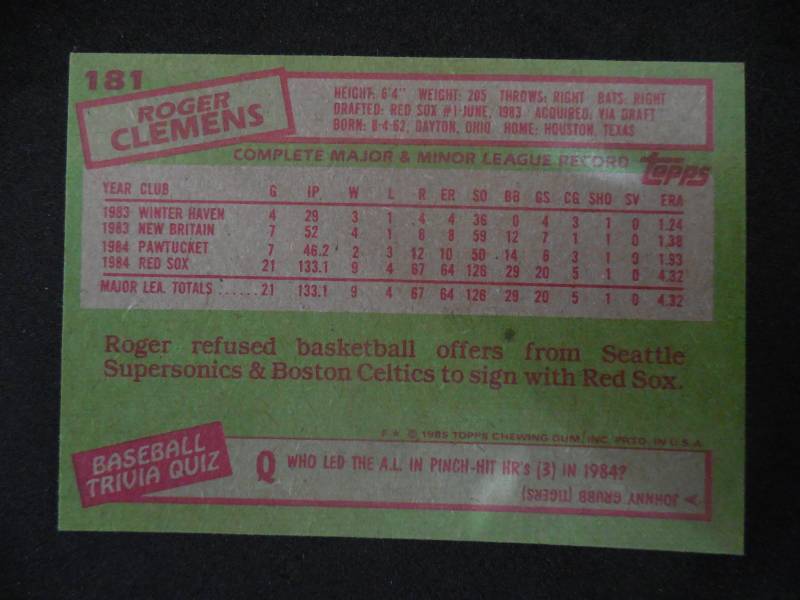 181
ROGER
CLEMENS
HEIGHT: 6'4" WEIGHT: 205 THROWS: RIGHT BATS: RIGHT
DRAFTED: RED SOX #1-JUNE, 1983 ACQUIRED: VIA DRAFT
BORN: 8-4-62, DAYTON, OHIO HOME: HOUSTON, TEXAS
COMPLETE MAJOR & MINOR LEAGUE RECORD topps
YEAR CLUB G IP W L R ER SO BB GS CG SHO SV ERA
1983 WINTER HAVEN 4 29 3 1 4 4 36 0 4 3 1 0 1.24
1983 NEW BRITAIN 7 52 4 1 8 8 59 12 7 1 1 0 1.38
1984 PAWTUCKET 7 46.2 2 3 12 10 50 14 6 3 1 0 1.93
1984 RED SOX 21 133.1 9 4 67 64 126 29 20 5 1 0 4.32
MAJOR LEA. TOTALS ...... 21 133.1 9 4 67 64 126 29 20 5 1 0 4.32
Roger refused basketball offers from Seattle
Supersonics & Boston Celtics to sign with Red Sox.
F★ © 1985 TOPPS CHEWING GUM, INC. PRTD. IN U.S.A.
BASEBALL
TRIVIA QUIZ
Q WHO LED THE A.L. IN PINCH-HIT HR'S (3) IN 1984?
A JOHNNY GRUBB (TIGERS)